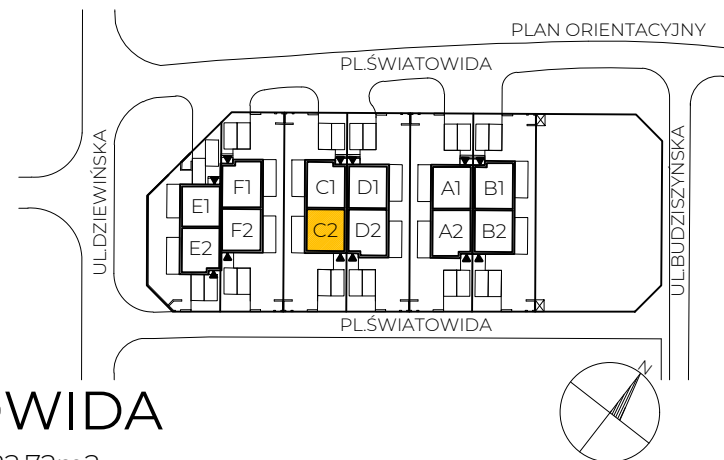 PLAN ORIENTACYJNY
PL.ŚWIATOWIDA
UL.DZIEWIŃSKA
UL.BUDZISZYŃSKA
F1 C1 D1 A1 B1
E1
F2 C2 D2 A2 B2
E2
PL.ŚWIATOWIDA
N
WIDA